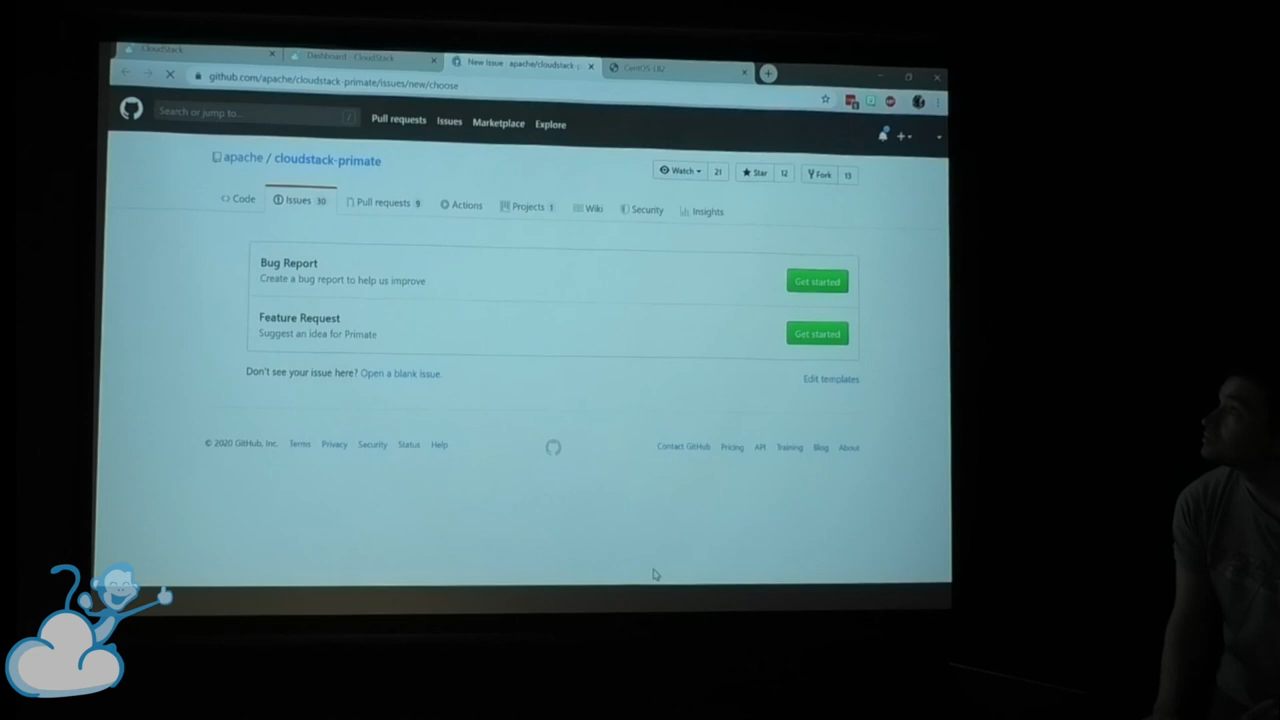 CloudStack
Dashboard - CloudStack
New Issue · apache/cloudstack-p
CentOS-L82
github.com/apache/cloudstack-primate/issues/new/choose
Search or jump to...
/
Pull requests
Issues
Marketplace
Explore
apache / cloudstack-primate
Watch 21
Star 12
Fork 13
Code
Issues 30
Pull requests 9
Actions
Projects 1
Wiki
Security
Insights
Bug Report
Create a bug report to help us improve
Get started
Feature Request
Suggest an idea for Primate
Get started
Don't see your issue here? Open a blank issue.
Edit templates
© 2020 GitHub, Inc.
Terms
Privacy
Security
Status
Help
Contact GitHub
Pricing
API
Training
Blog
About